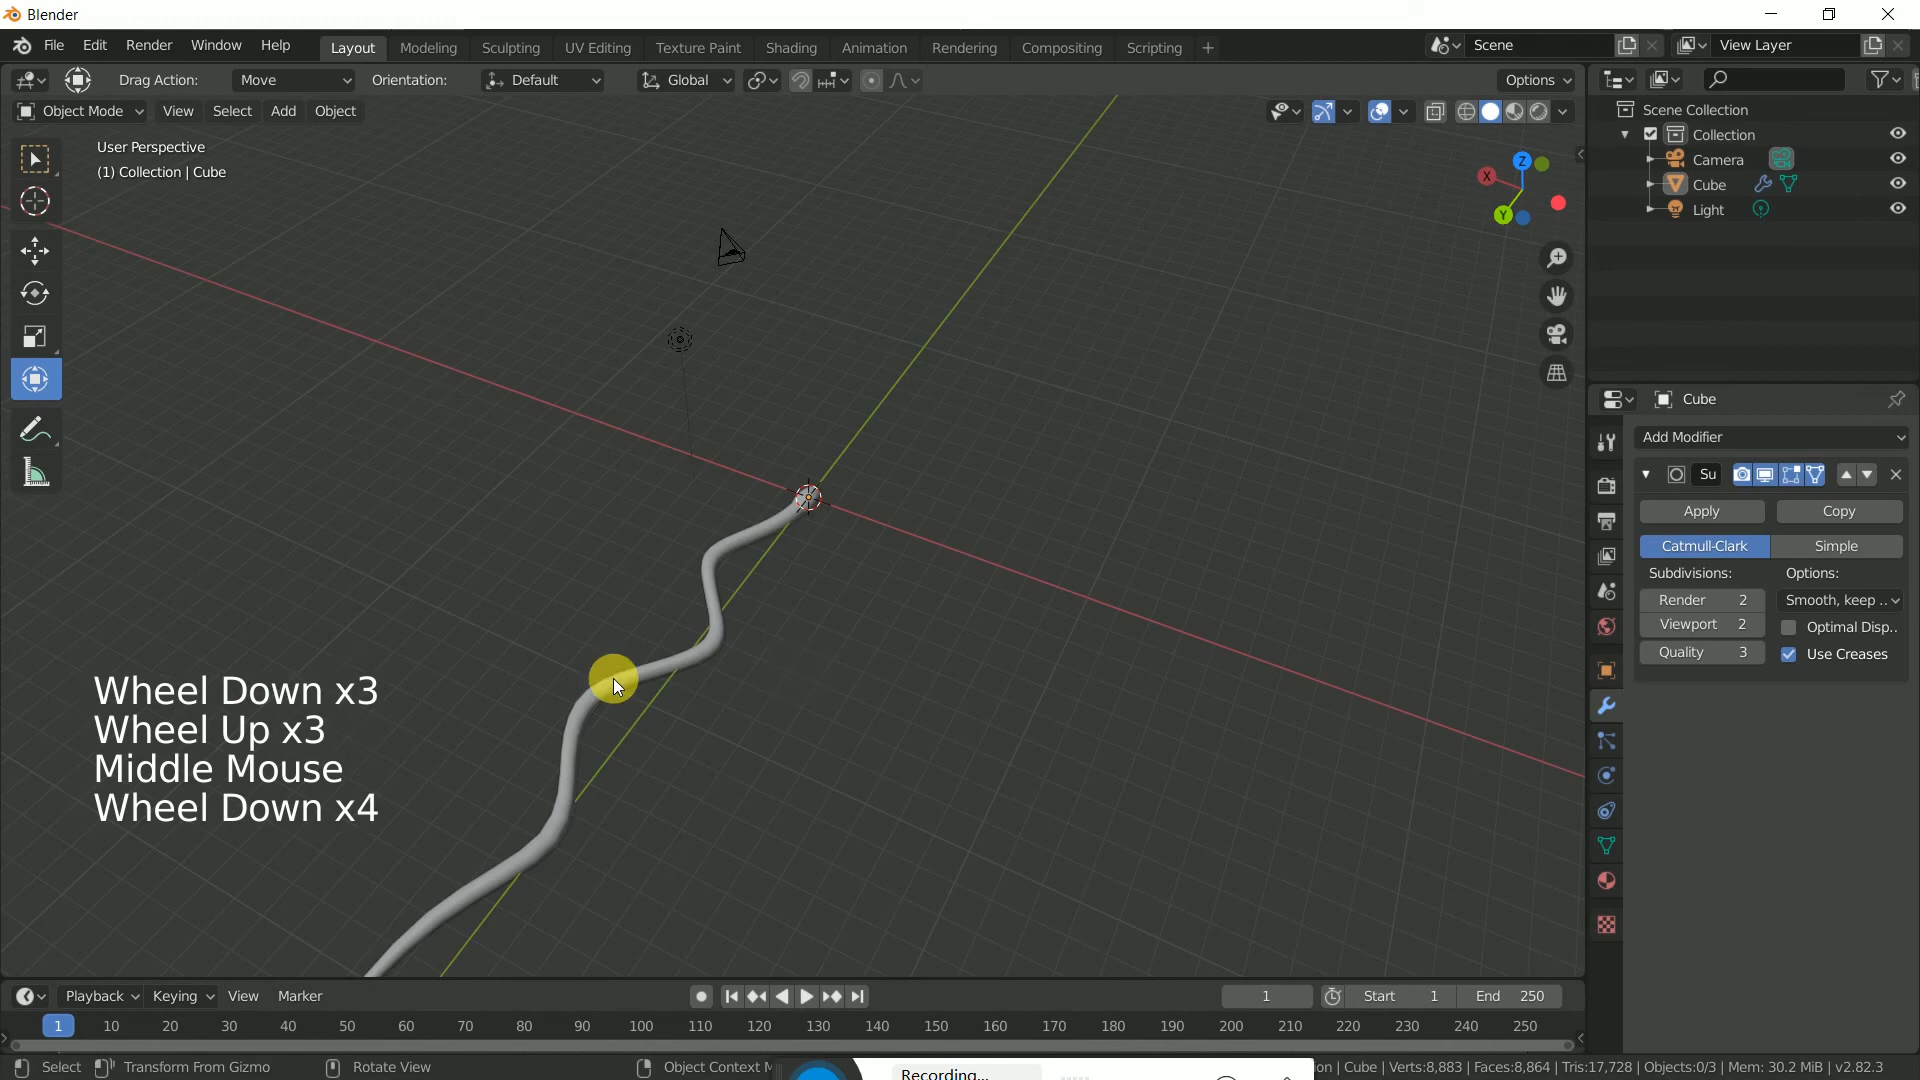 Blender
File Edit Render Window Help Layout Modeling Sculpting UV Editing Texture Paint Shading Animation Rendering Compositing Scripting + Scene View Layer
Drag Action: Move Orientation: Default Global Options
Object Mode View Select Add Object
User Perspective
(1) Collection | Cube
X Z Y
Scene Collection
Collection
Camera
Cube
Light
Cube
Add Modifier
Su
Apply Copy
Catmull-Clark Simple
Subdivisions: Options:
Render 2 Smooth, keep ..
Viewport 2 Optimal Disp..
Quality 3 Use Creases
Wheel Down x3
Wheel Up x3
Middle Mouse
Wheel Down x4
Playback Keying View Marker 1 Start 1 End 250
1 10 20 30 40 50 60 70 80 90 100 110 120 130 140 150 160 170 180 190 200 210 220 230 240 250
Select Transform From Gizmo Rotate View Object Context M Recording... on | Cube | Verts:8,883 | Faces:8,864 | Tris:17,728 | Objects:0/3 | Mem: 30.2 MiB | v2.82.3